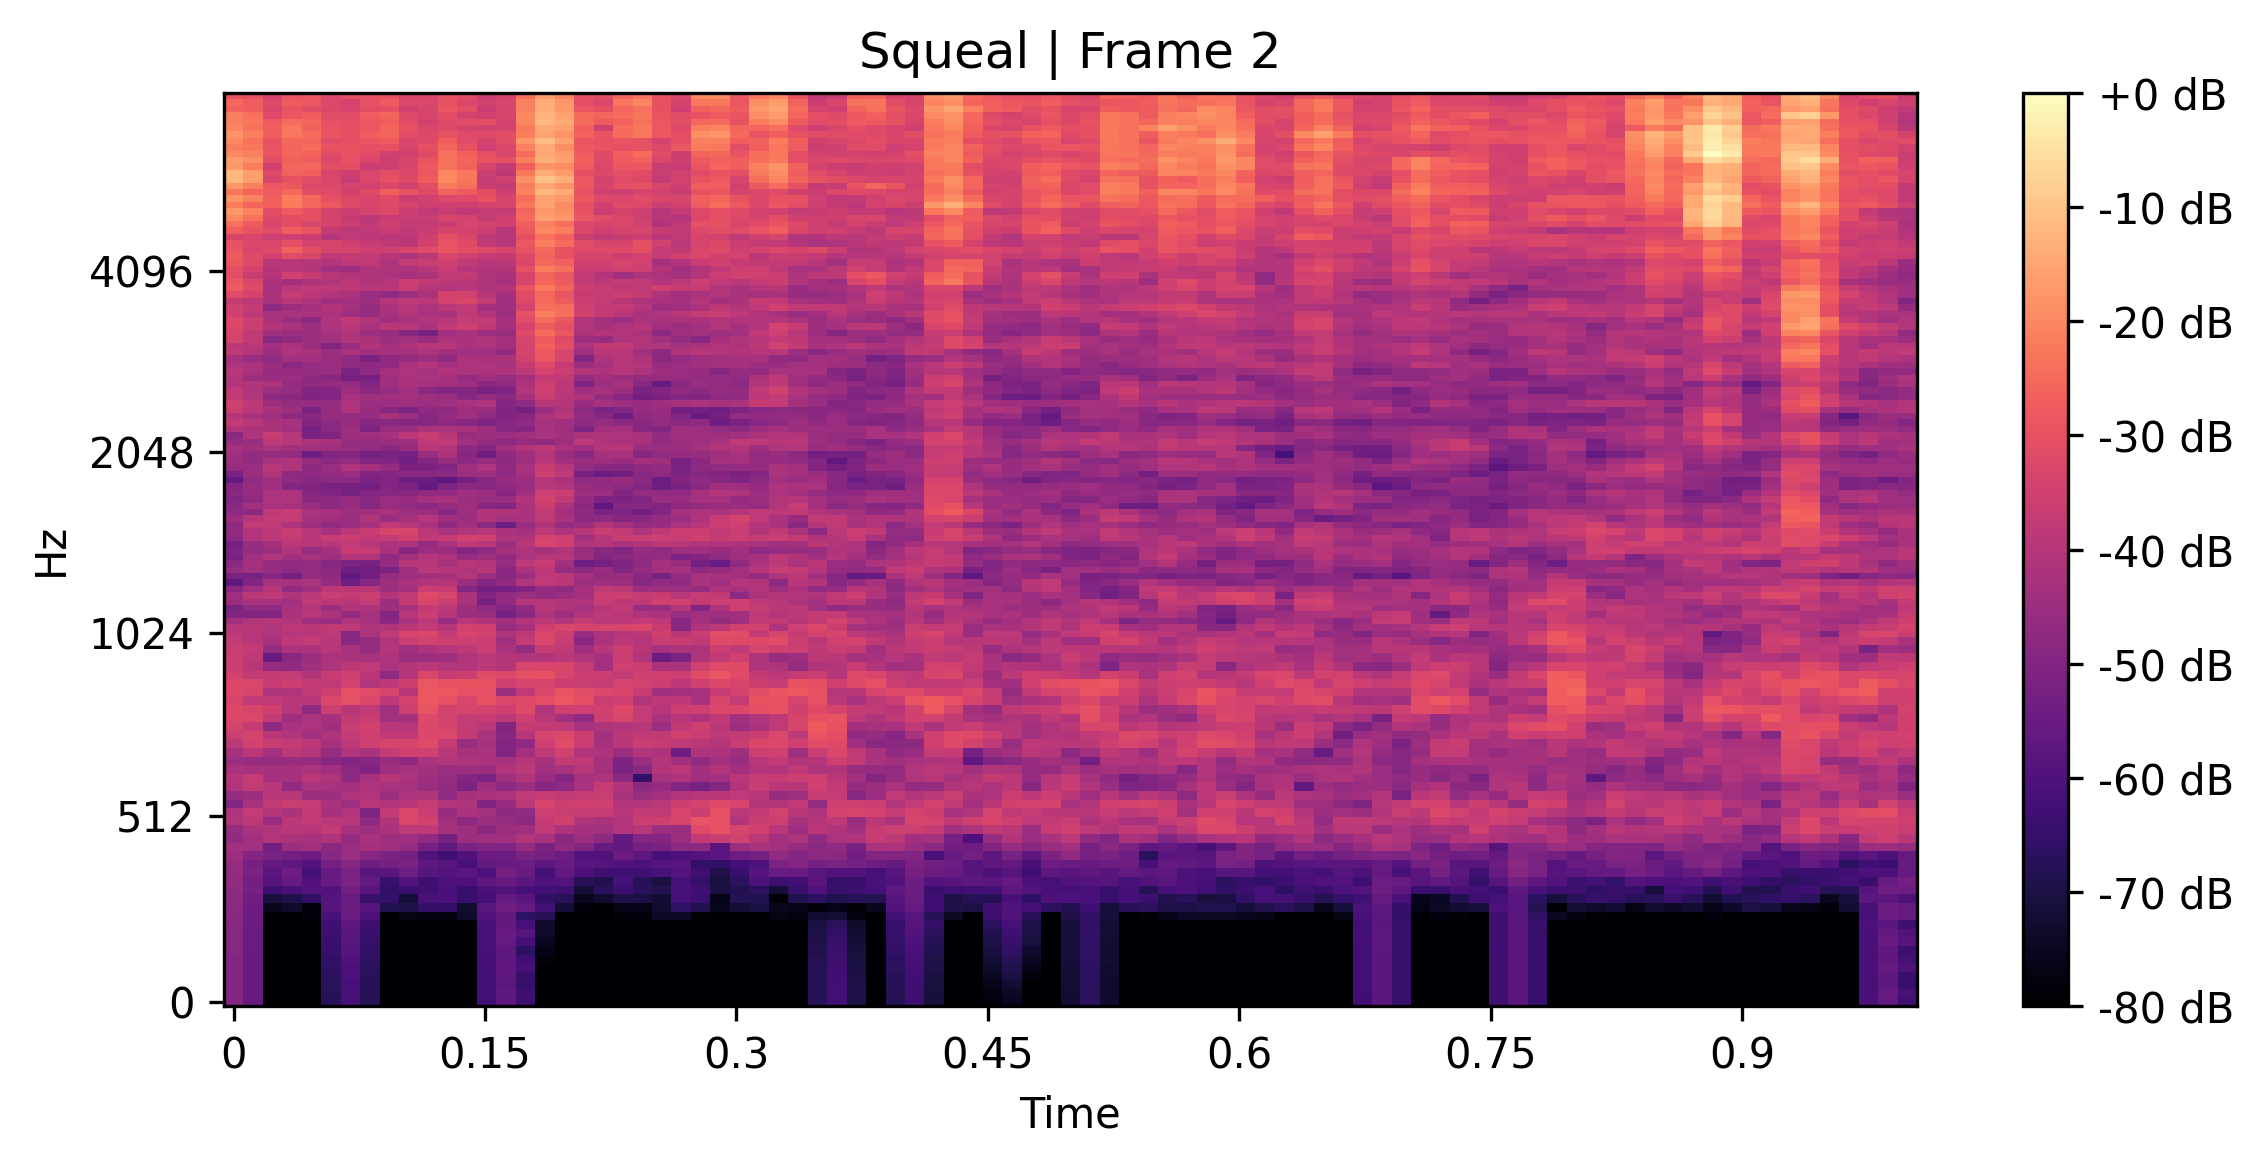 Squeal | Frame 2
+0 dB
-10 dB
-20 dB
-30 dB
-40 dB
-50 dB
-60 dB
-70 dB
-80 dB
Hz
4096
2048
1024
512
0
0 0.15 0.3 0.45 0.6 0.75 0.9
Time